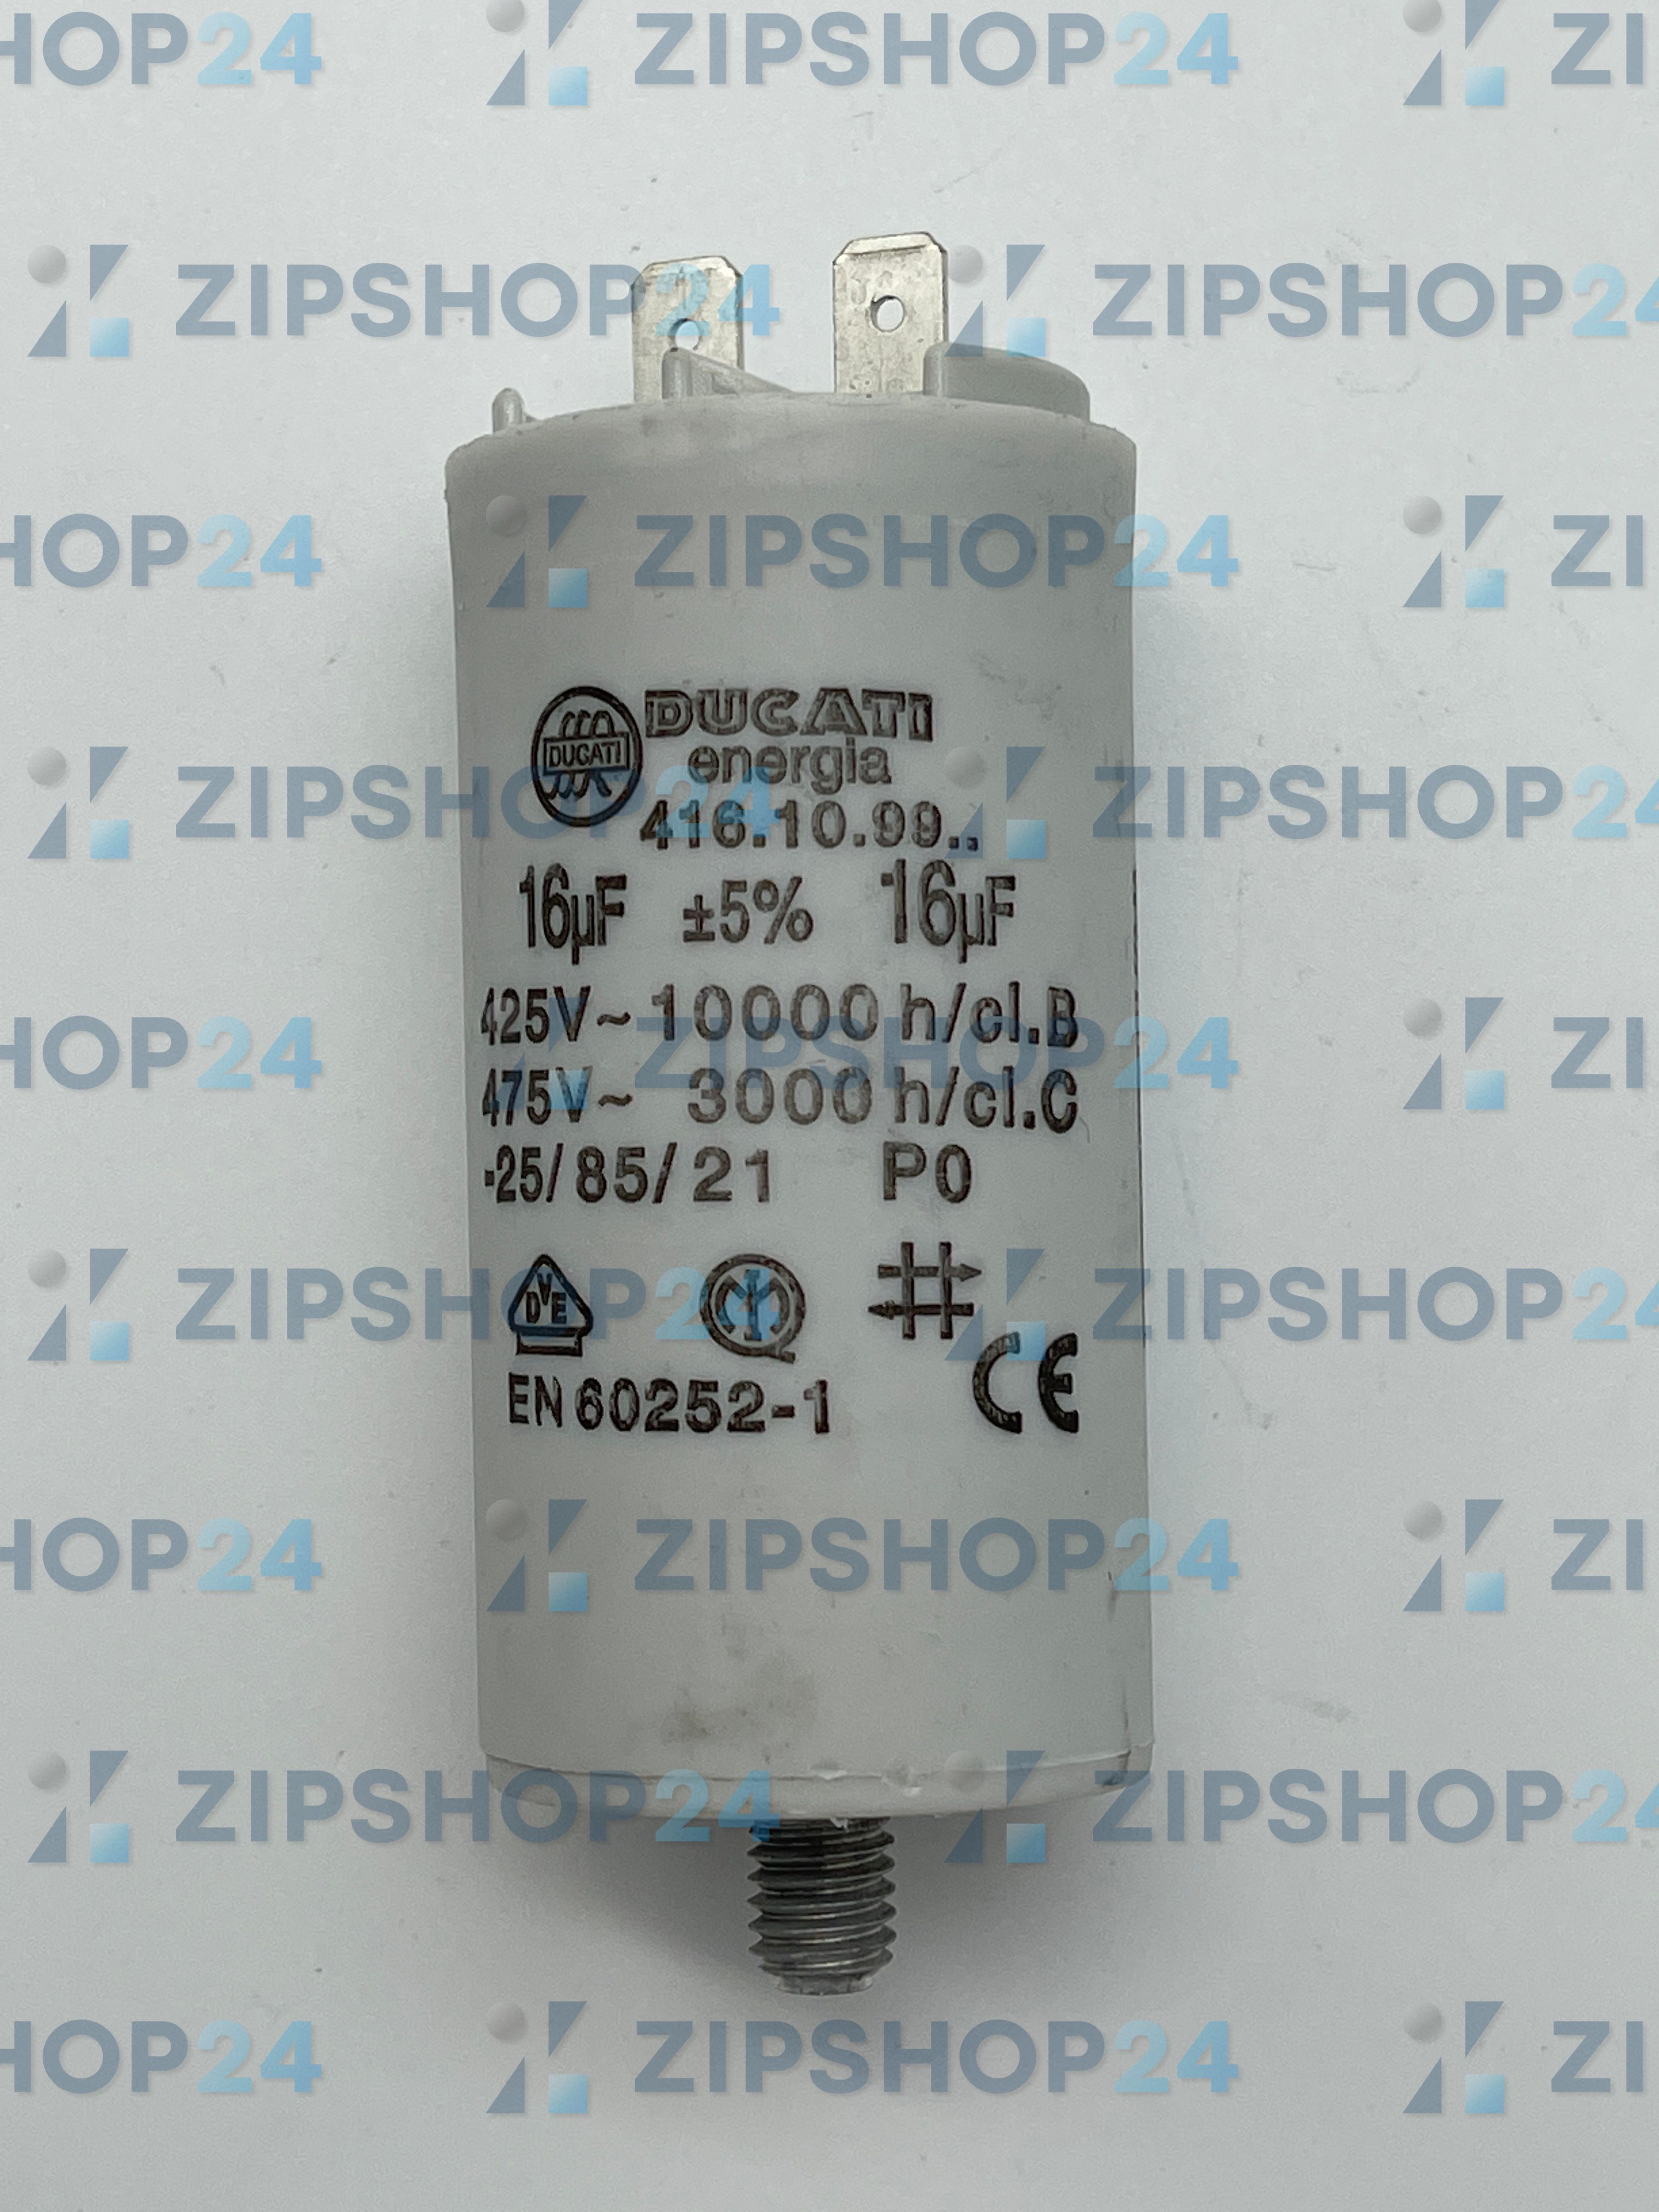 DUCATI
DUCATI
energia
416.10.99..
16µF ±5% 16µF
425V~ 10000 h/cl.B
475V~ 3000 h/cl.C
-25/85/21 P0
DVE
EN 60252-1
CE
ZIPSHOP24